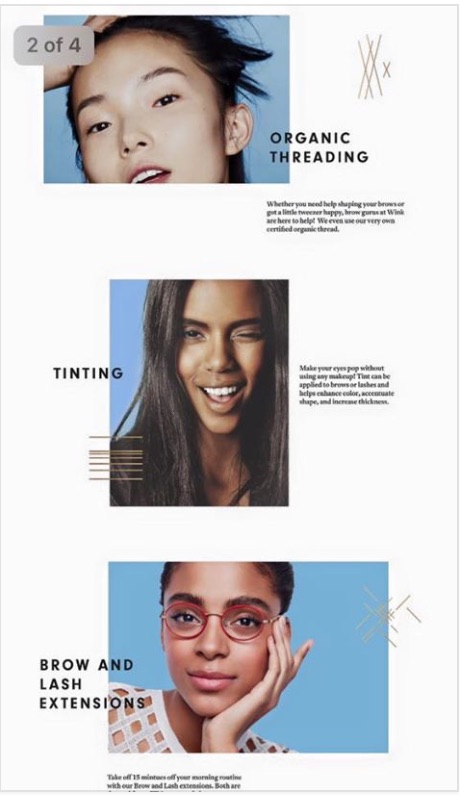 2 of 4
ORGANIC
THREADING
Whether you need help shaping your brows or
got a little tweezer happy, brow gurus at Wink
are here to help! We even use our very own
certified organic thread.
TINTING
Make your eyes pop without
using any makeup! Tint can be
applied to brows or lashes and
helps enhance color, accentuate
shape, and increase thickness.
BROW AND
LASH
EXTENSIONS
Take off 15 mintues off your morning routine
with our Brow and Lash extensions. Both are